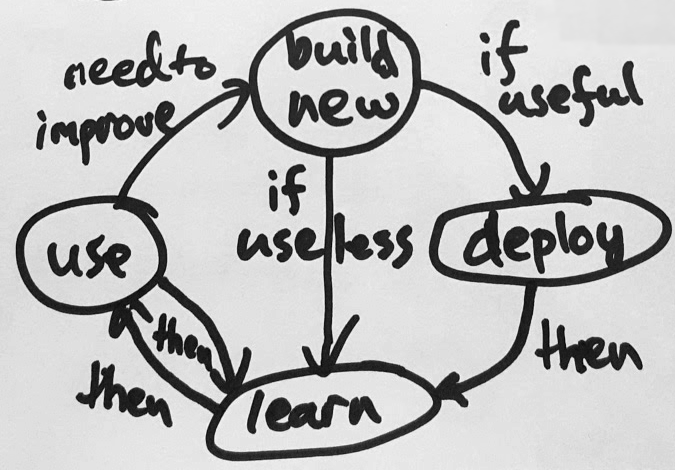 build
new
need to
improve
if
useful
if
useless
use
deploy
then
then
then
learn